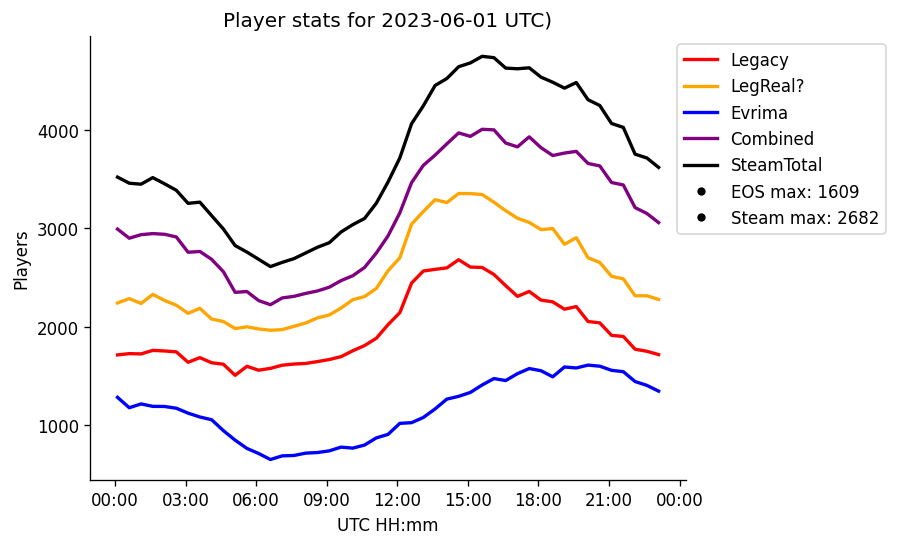 Player stats for 2023-06-01 UTC)
Legacy
LegReal?
Evrima
Combined
SteamTotal
EOS max: 1609
Steam max: 2682
Players
4000
3000
2000
1000
00:00 03:00 06:00 09:00 12:00 15:00 18:00 21:00 00:00
UTC HH:mm